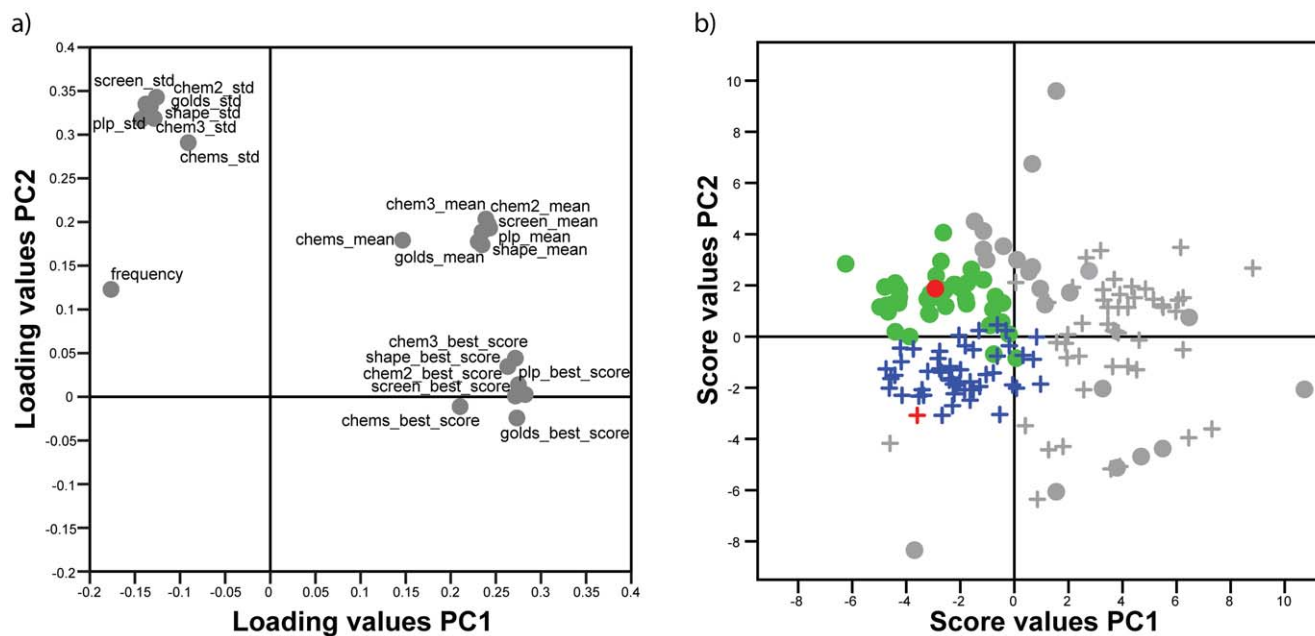 a)
0.4
0.35
0.3
0.25
0.2
0.15
0.1
0.05
0
-0.05
-0.1
-0.15
-0.2
Loading values PC2
screen_std
chem2_std
golds_std
shape_std
plp_std
chem3_std
chems_std
frequency
chem3_mean
chem2_mean
screen_mean
chems_mean
plp_mean
golds_mean
shape_mean
chem3_best_score
shape_best_score
chem2_best_score
plp_best_score
screen_best_score
chems_best_score
golds_best_score
-0.2 -0.15 -0.1 -0.05 0 0.05 0.1 0.15 0.2 0.25 0.3 0.35 0.4
Loading values PC1
b)
10
8
6
4
2
0
-2
-4
-6
-8
Score values PC2
-8 -6 -4 -2 0 2 4 6 8 10
Score values PC1